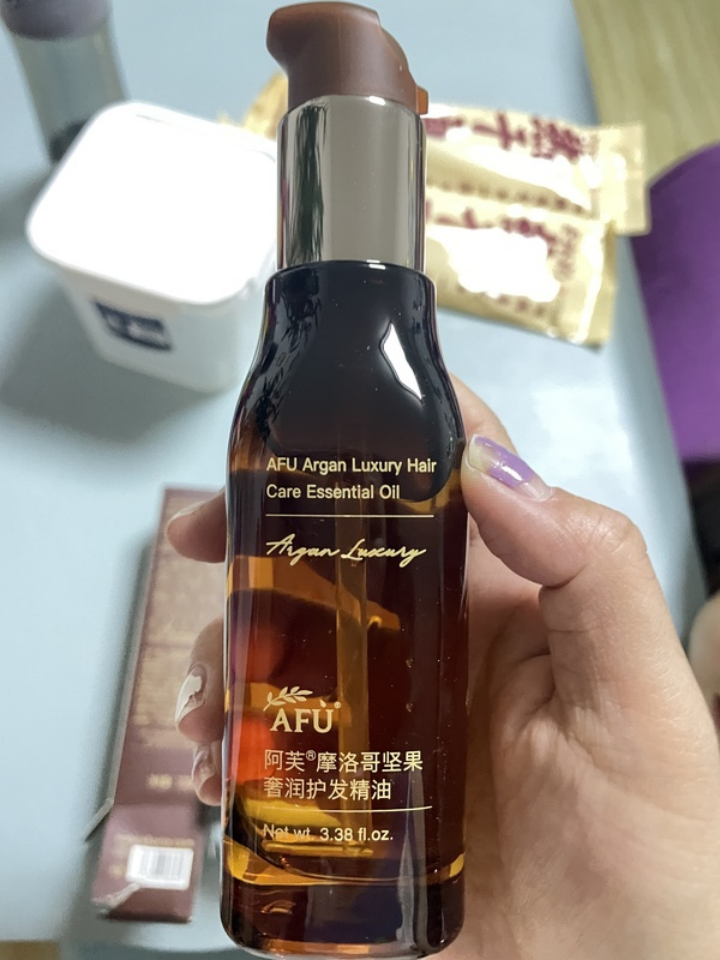 AFU Argan Luxury Hair
Care Essential Oil
Argan Luxury
AFU®
阿芙®摩洛哥坚果
奢润护发精油
Net wt. 3.38 fl.oz.